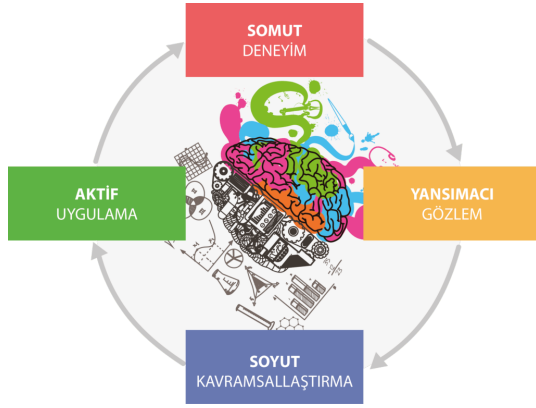 SOMUT
DENEYİM
YANSIMACI
GÖZLEM
SOYUT
KAVRAMSALLAŞTIRMA
AKTİF
UYGULAMA